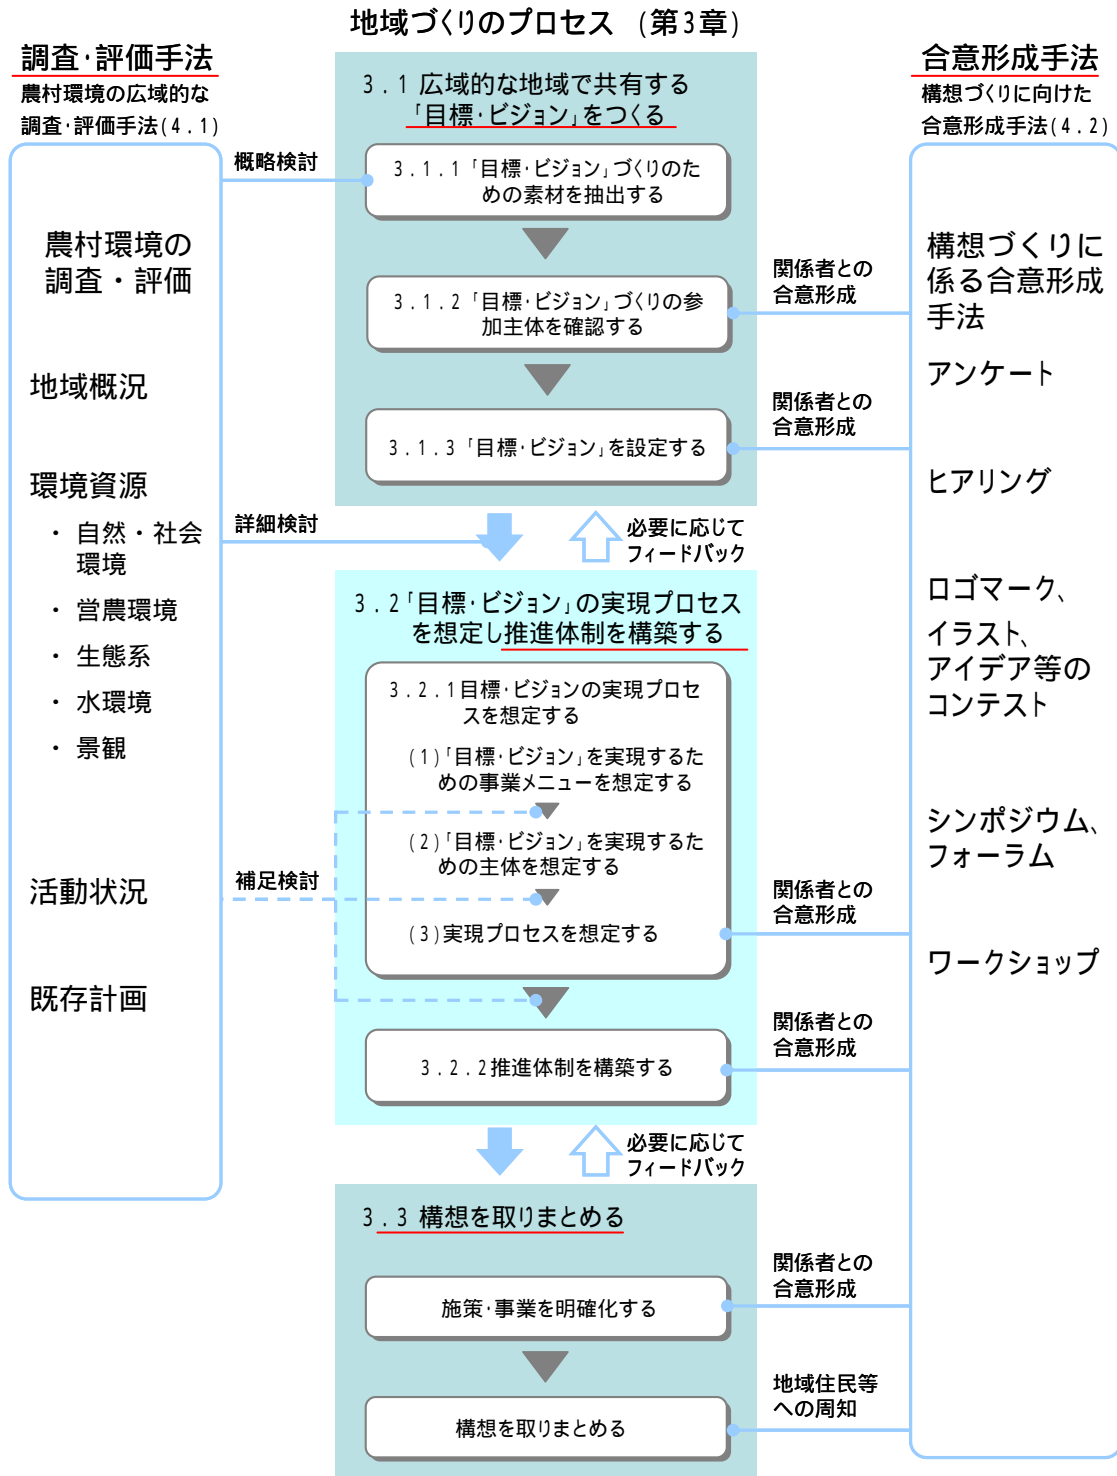 地域づくりのプロセス (第3章)
調査・評価手法
農村環境の広域的な
調査・評価手法(4.1)
農村環境の
調査・評価
地域概況
環境資源
・ 自然・社会
環境
・ 営農環境
・ 生態系
・ 水環境
・ 景観
活動状況
既存計画
概略検討
詳細検討
補足検討
3.1 広域的な地域で共有する
「目標・ビジョン」をつくる
3.1.1「目標・ビジョン」づくりのた
めの素材を抽出する
3.1.2「目標・ビジョン」づくりの参
加主体を確認する
3.1.3「目標・ビジョン」を設定する
必要に応じて
フィードバック
3.2「目標・ビジョン」の実現プロセス
を想定し推進体制を構築する
3.2.1目標・ビジョンの実現プロセ
スを想定する
(1)「目標・ビジョン」を実現するた
めの事業メニューを想定する
(2)「目標・ビジョン」を実現するた
めの主体を想定する
(3)実現プロセスを想定する
3.2.2推進体制を構築する
必要に応じて
フィードバック
3.3 構想を取りまとめる
施策・事業を明確化する
構想を取りまとめる
関係者との
合意形成
関係者との
合意形成
関係者との
合意形成
関係者との
合意形成
関係者との
合意形成
地域住民等
への周知
合意形成手法
構想づくりに向けた
合意形成手法(4.2)
構想づくりに
係る合意形成
手法
アンケート
ヒアリング
ロゴマーク、
イラスト、
アイデア等の
コンテスト
シンポジウム、
フォーラム
ワークショップ